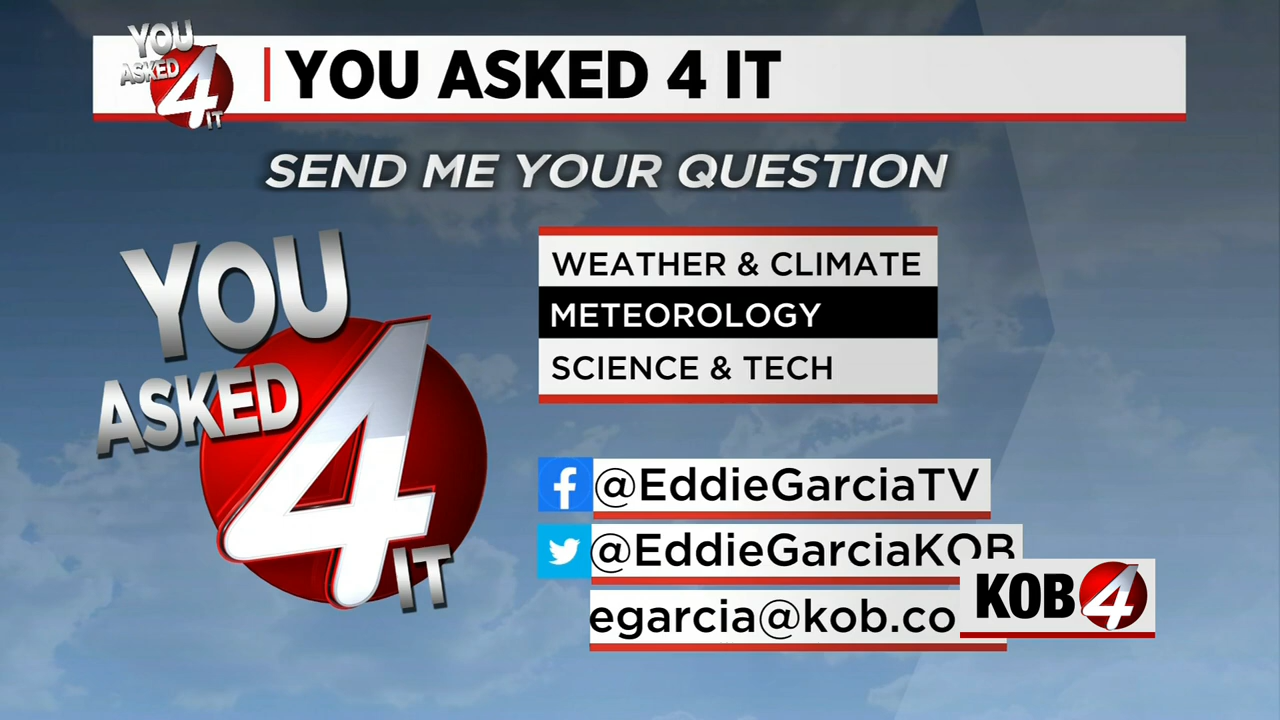 YOU ASKED 4 IT
YOU ASKED 4 IT
SEND ME YOUR QUESTION
YOU
ASKED
4
IT
WEATHER & CLIMATE
METEOROLOGY
SCIENCE & TECH
@EddieGarciaTV
@EddieGarciaKOB
egarcia@kob.co
KOB 4